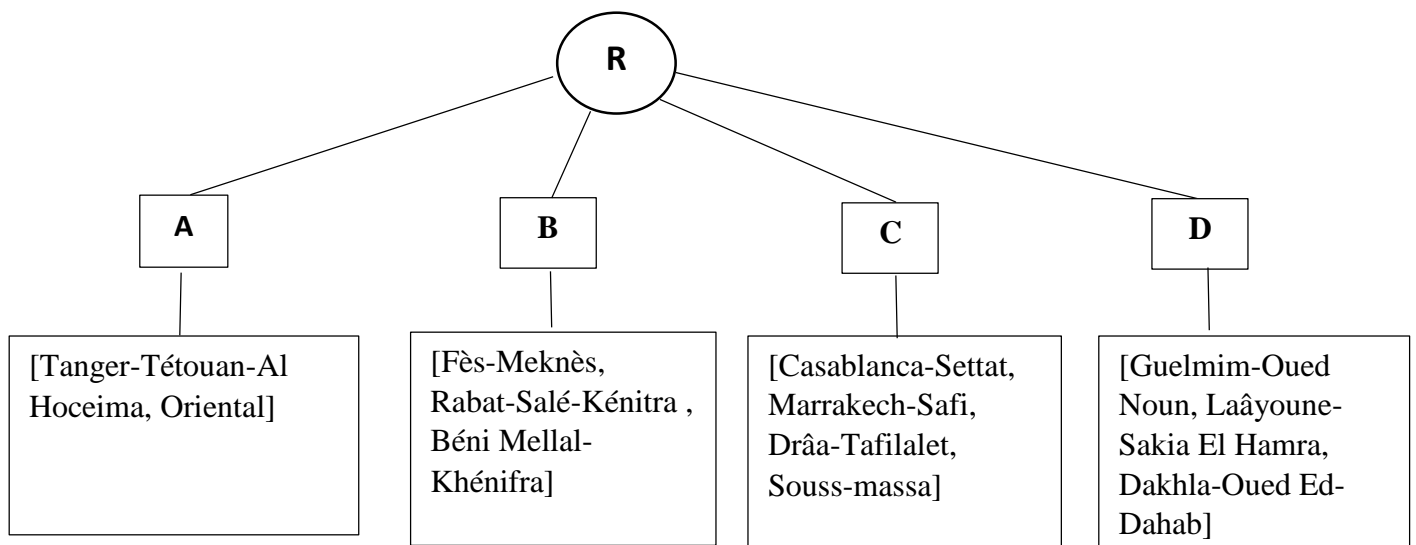 R
A
B
C
D
[Tanger-Tétouan-Al
Hoceima, Oriental]
[Fès-Meknès,
Rabat-Salé-Kénitra ,
Béni Mellal-
Khénifra]
[Casablanca-Settat,
Marrakech-Safi,
Drâa-Tafilalet,
Souss-massa]
[Guelmim-Oued
Noun, Laâyoune-
Sakia El Hamra,
Dakhla-Oued Ed-
Dahab]